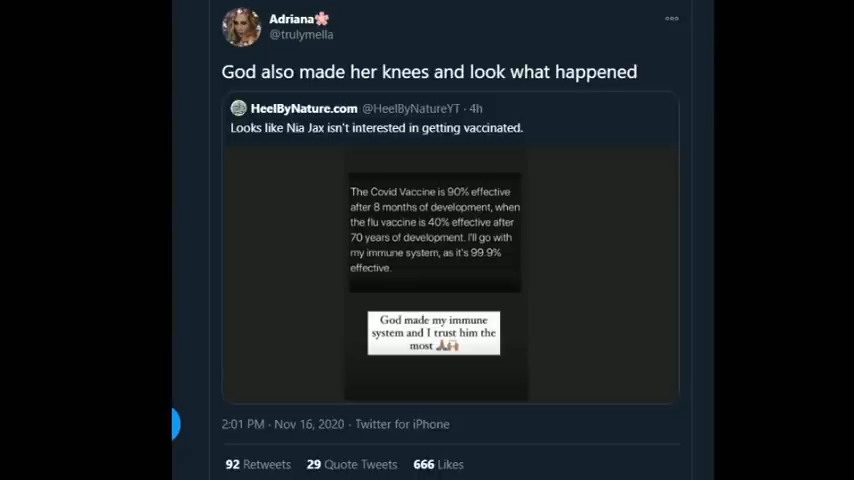 Adriana🌸
@trulymella
God also made her knees and look what happened
HeelByNature.com @HeelByNatureYT · 4h
Looks like Nia Jax isn't interested in getting vaccinated.
The Covid Vaccine is 90% effective
after 8 months of development, when
the flu vaccine is 40% effective after
70 years of development. I'll go with
my immune system, as it's 99.9%
effective.
God made my immune
system and I trust him the
most 🙏🏽🙌🏽
2:01 PM · Nov 16, 2020 · Twitter for iPhone
92 Retweets 29 Quote Tweets 666 Likes